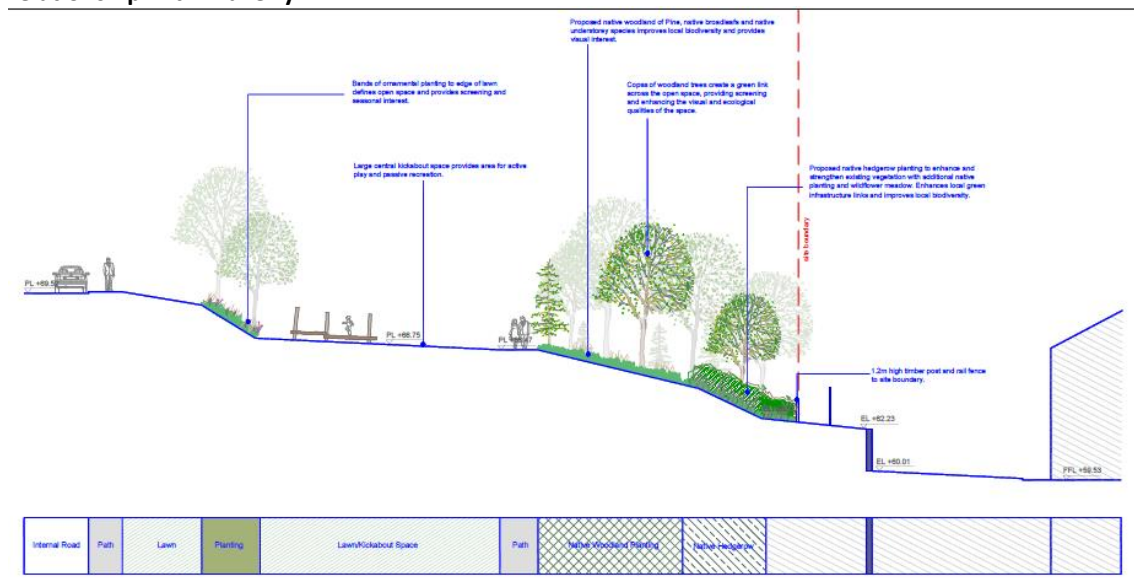 Proposed native woodland of Pine, native broadleafs and native
understorey species improves local biodiversity and provides
visual interest.
Bands of ornamental planting to edge of lawn
defines open space and provides screening and
seasonal interest.
Copse of woodland trees create a green link
across the open space, providing screening
and enhancing the visual and ecological
qualities of the space.
Large central kickabout space provides area for active
play and passive recreation.
Proposed native hedgerow planting to enhance and
strengthen existing vegetation with additional native
planting and wildflower meadow. Enhances local green
infrastructure links and improves local biodiversity.
site boundary
PL +66.75
1.2m high timber post and rail fence
to site boundary.
EL +62.23
EL +60.01
FFL +59.53
Internal Road
Path
Lawn
Planting
Lawn/Kickabout Space
Path
Native Woodland Planting
Native Hedgerow